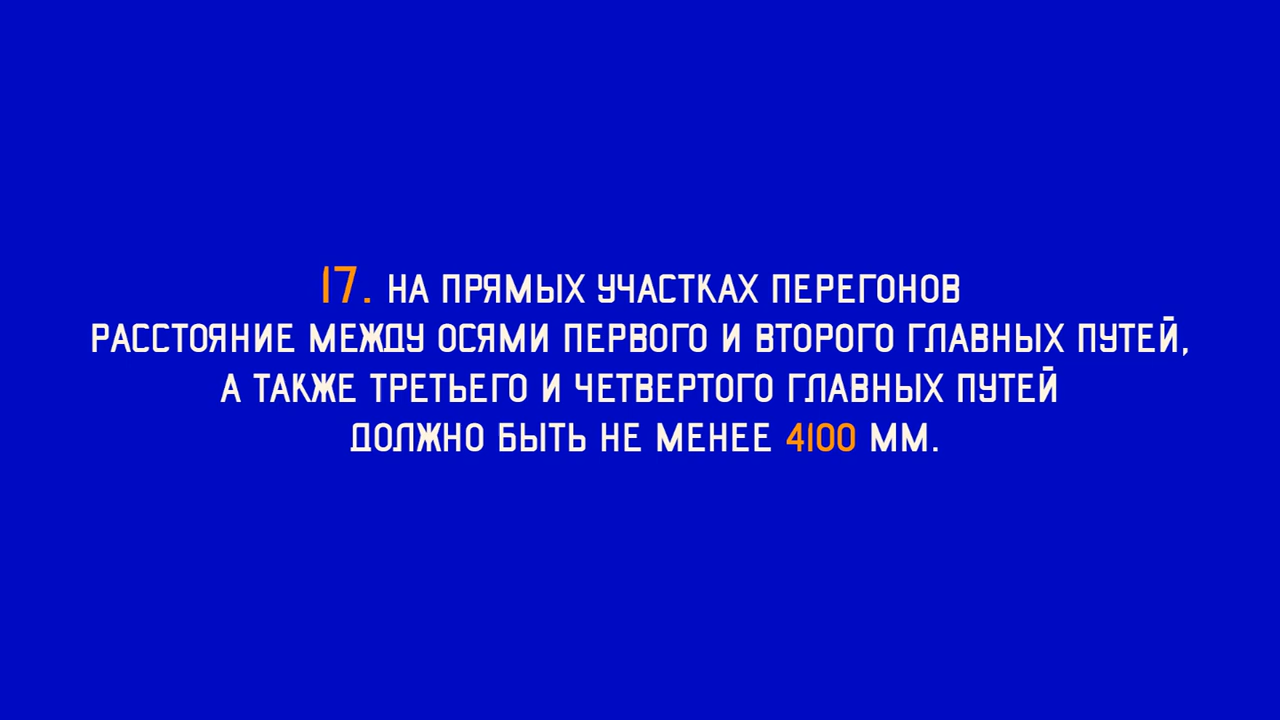 17. НА ПРЯМЫХ УЧАСТКАХ ПЕРЕГОНОВ
РАССТОЯНИЕ МЕЖДУ ОСЯМИ ПЕРВОГО И ВТОРОГО ГЛАВНЫХ ПУТЕЙ,
А ТАКЖЕ ТРЕТЬЕГО И ЧЕТВЕРТОГО ГЛАВНЫХ ПУТЕЙ
ДОЛЖНО БЫТЬ НЕ МЕНЕЕ 4100 ММ.